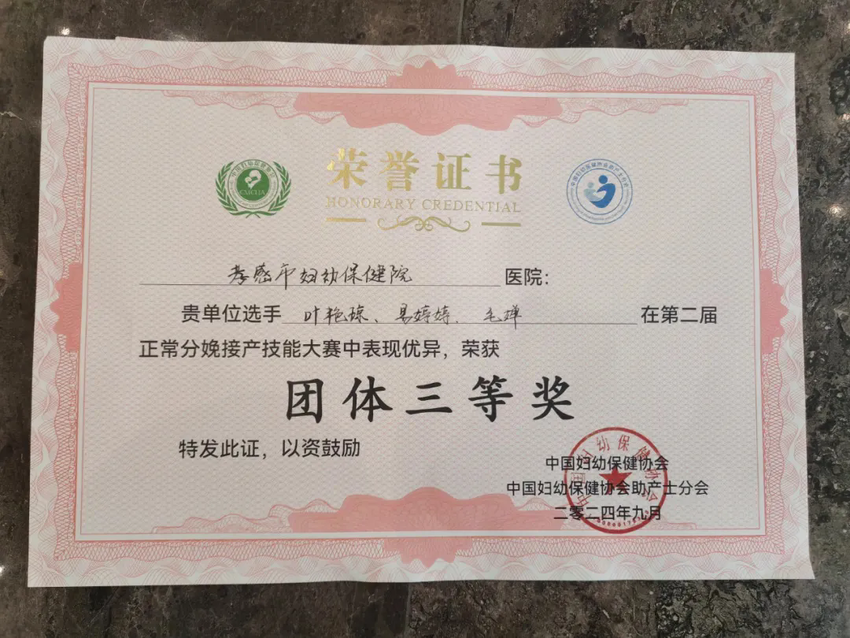 荣誉证书
HONORARY CREDENTIAL
孝感市妇幼保健院医院：
贵单位选手叶艳琼、易婷婷、毛婵在第二届
正常分娩接产技能大赛中表现优异，荣获
团体三等奖
特发此证，以资鼓励
中国妇幼保健协会
中国妇幼保健协会助产士分会
二零二四年九月